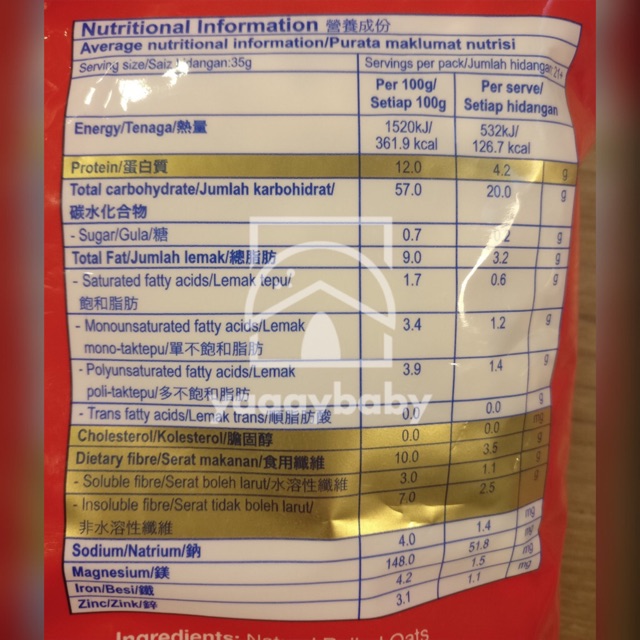 Nutritional Information 營養成份
Average nutritional information/Purata maklumat nutrisi
Serving size/Saiz hidangan:35g Servings per pack/Jumlah hidangan 21+
Per 100g/ Per serve/
Setiap 100g Setiap hidangan
Energy/Tenaga/熱量 1520kJ/ 532kJ/
361.9 kcal 126.7 kcal
Protein/蛋白質 12.0 4.2 g
Total carbohydrate/Jumlah karbohidrat/ 57.0 20.0 g
碳水化合物
- Sugar/Gula/糖 0.7 g
Total Fat/Jumlah lemak/總脂肪 9.0 3.2 g
- Saturated fatty acids/Lemak tepu/ 1.7 0.6 g
飽和脂肪
- Monounsaturated fatty acids/Lemak 3.4 1.2 g
mono-taktepu/單不飽和脂肪
- Polyunsaturated fatty acids/Lemak 3.9 1.4 g
poli-taktepu/多不飽和脂肪
yuggybaby
- Trans fatty acids/Lemak trans/順脂肪酸 0.0 0.0 g
Cholesterol/Kolesterol/膽固醇 0.0 0.0 mg
Dietary fibre/Serat makanan/食用纖維 10.0 3.5 g
- Soluble fibre/Serat boleh larut/水溶性纖維 3.0 1.1 g
- Insoluble fibre/Serat tidak boleh larut/ 7.0 2.5 g
非水溶性纖維
Sodium/Natrium/鈉 4.0 1.4 mg
Magnesium/鎂 148.0 51.8 mg
Iron/Besi/鐵 4.2 1.5 mg
Zinc/Zink/鋅 3.1 1.1 mg
Ingredients: Natural Rolled Oats